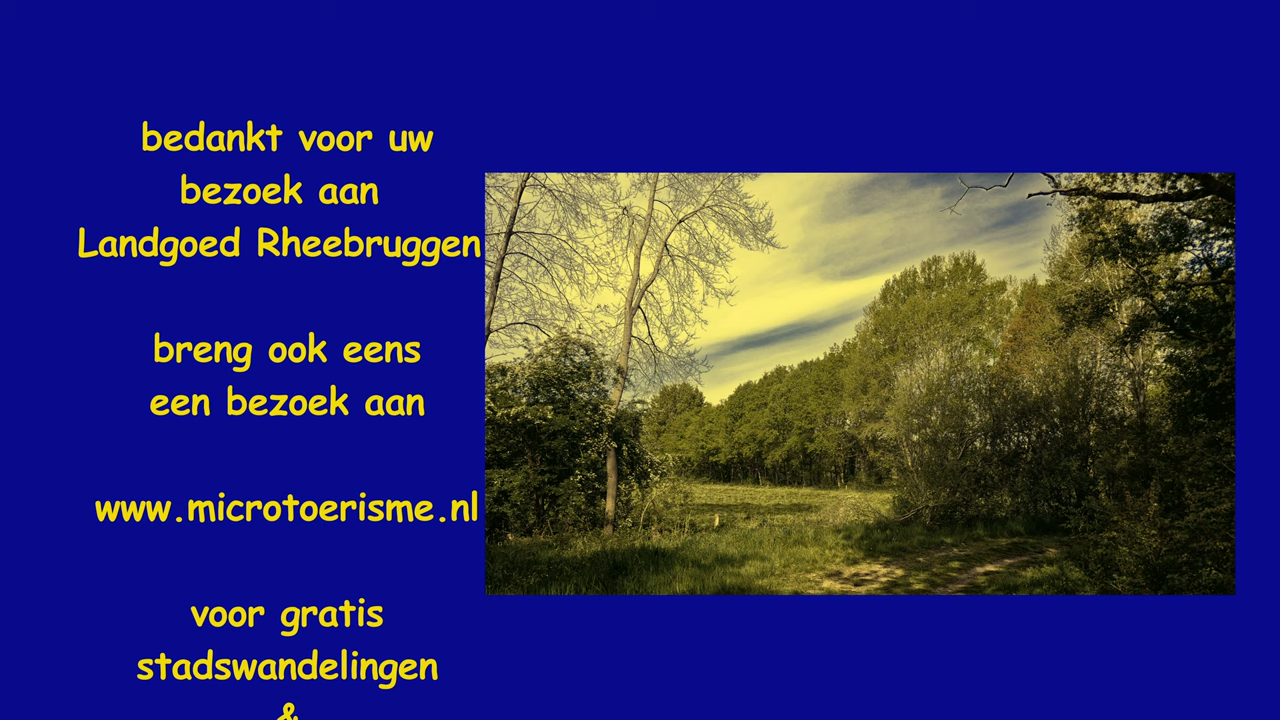 bedankt voor uw
bezoek aan
Landgoed Rheebruggen
breng ook eens
een bezoek aan
www.microtoerisme.nl
voor gratis
stadswandelingen
&